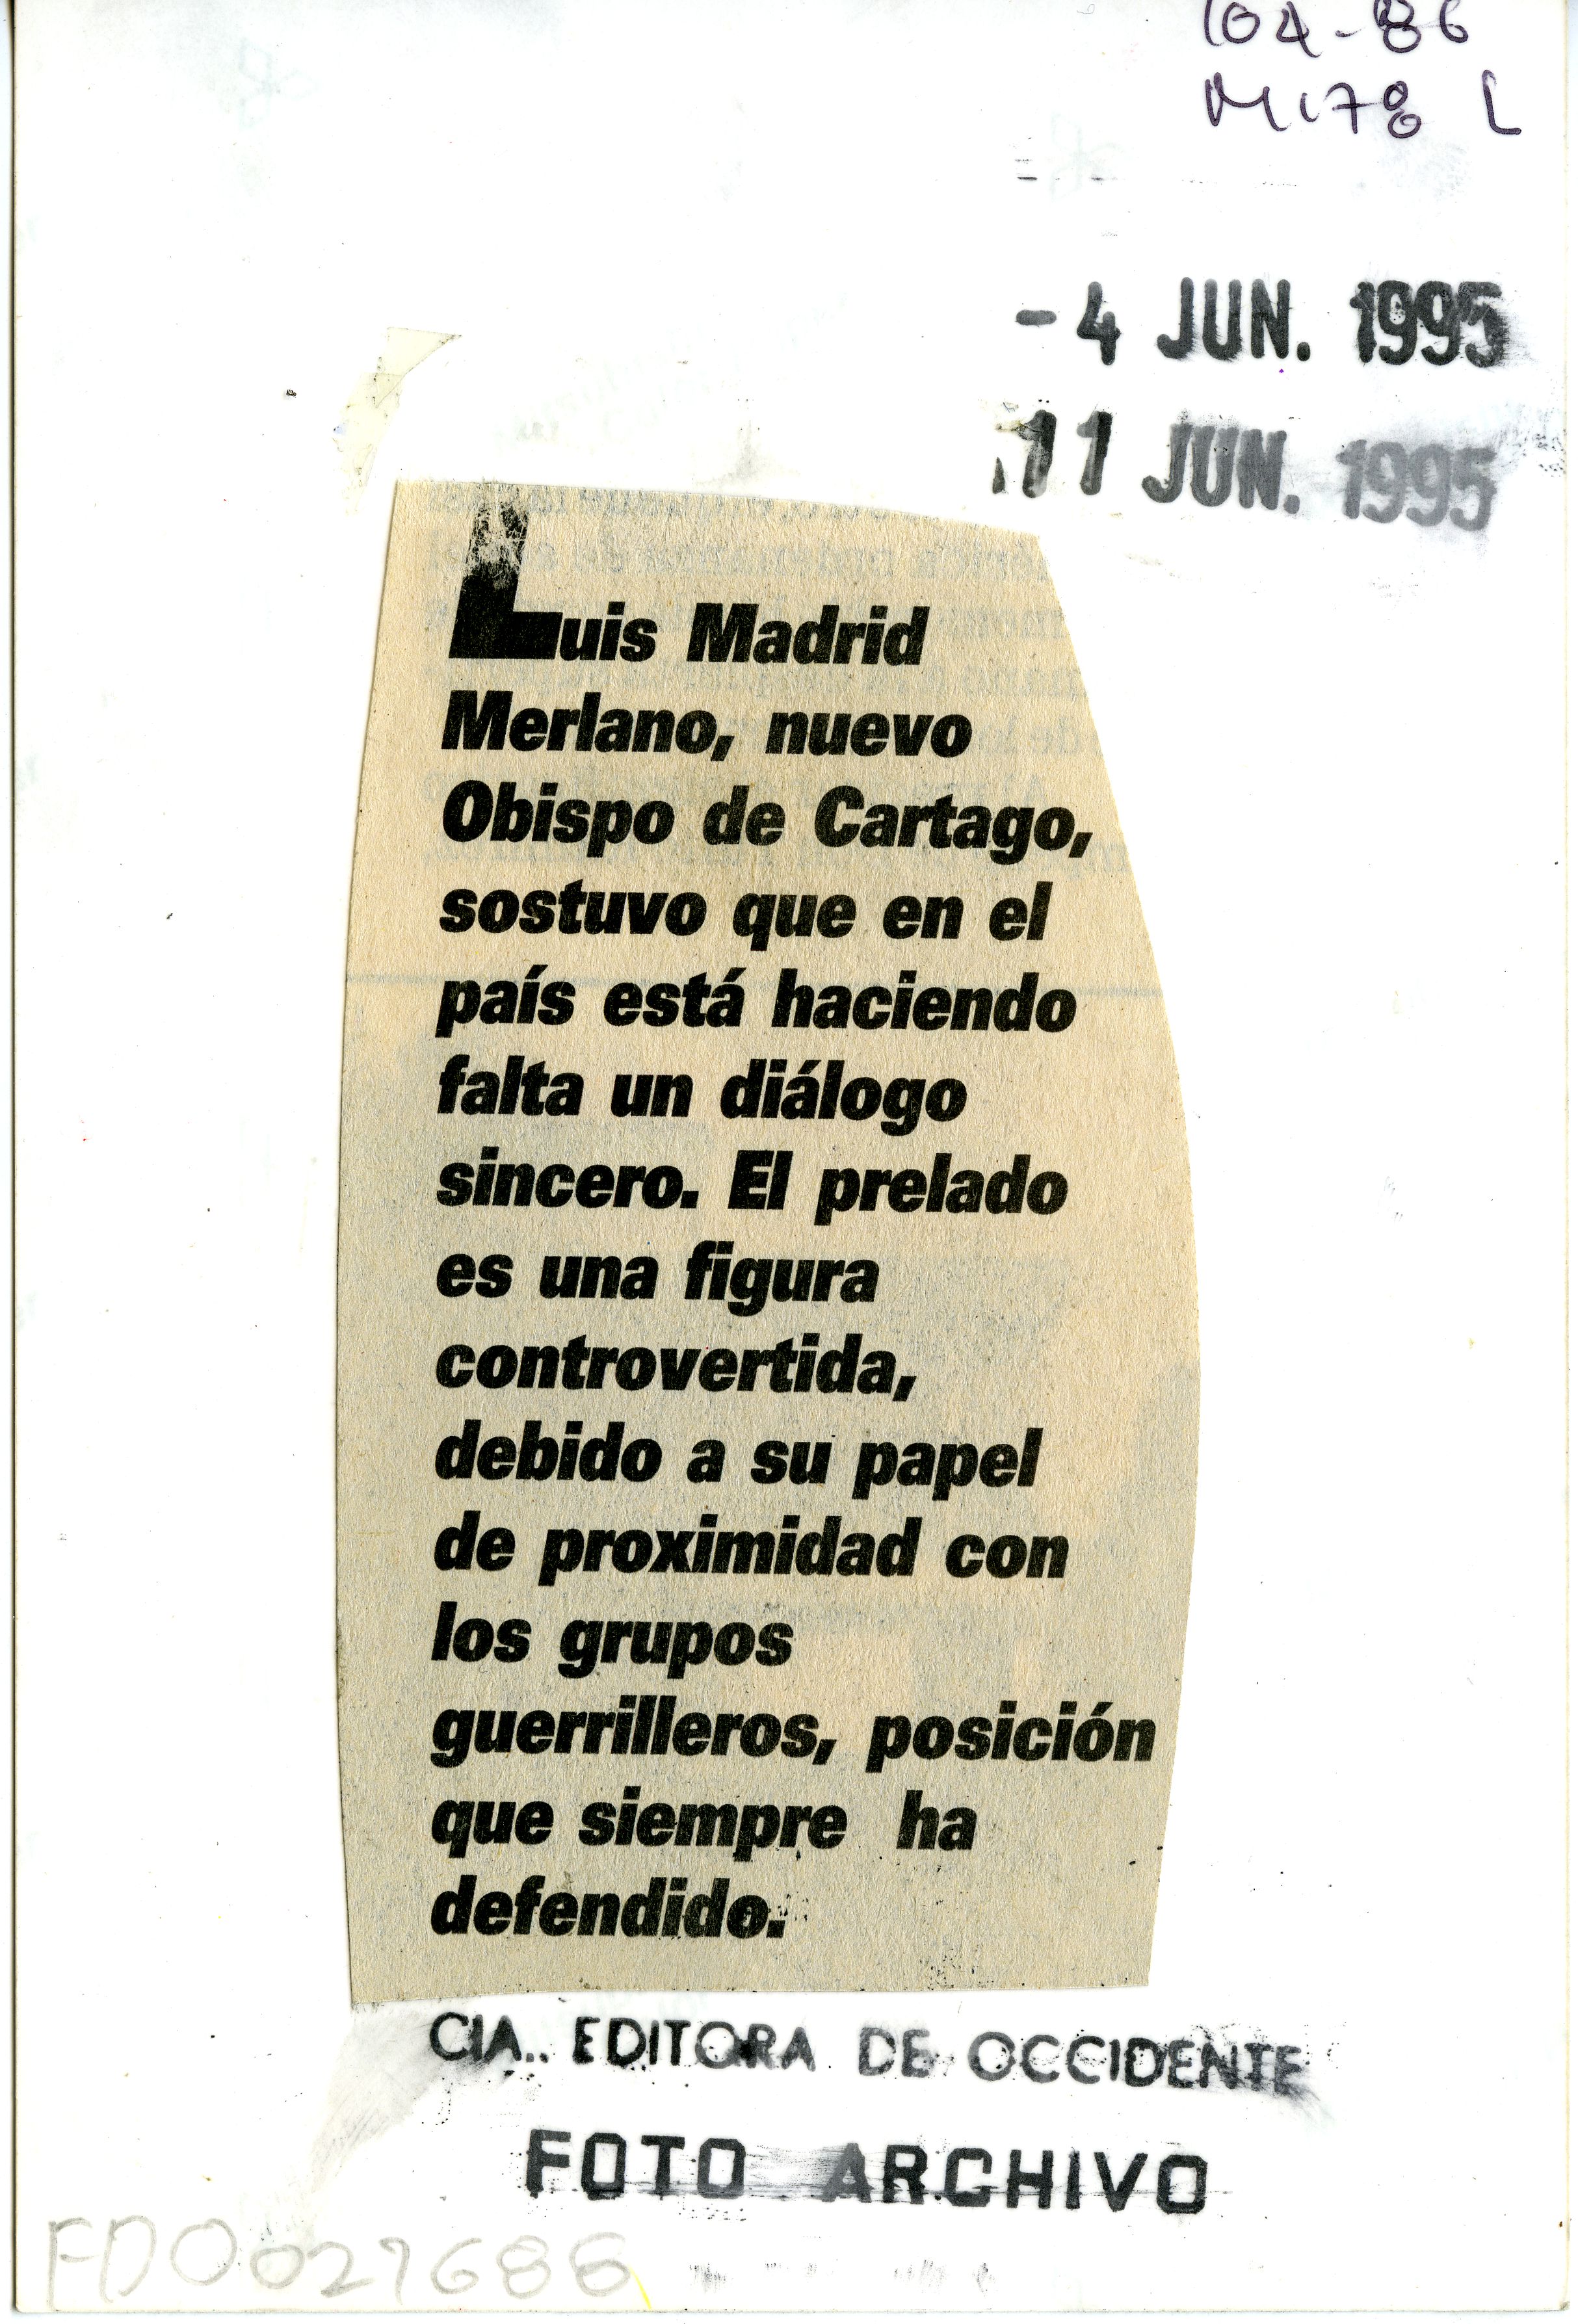 104-86
M178 L
-4 JUN. 1995
11 JUN. 1995
Luis Madrid
Merlano, nuevo
Obispo de Cartago,
sostuvo que en el
país está haciendo
falta un diálogo
sincero. El prelado
es una figura
controvertida,
debido a su papel
de proximidad con
los grupos
guerrilleros, posición
que siempre ha
defendido.
CIA.. EDITORA DE OCCIDENTE
FOTO ARCHIVO
FD0027688